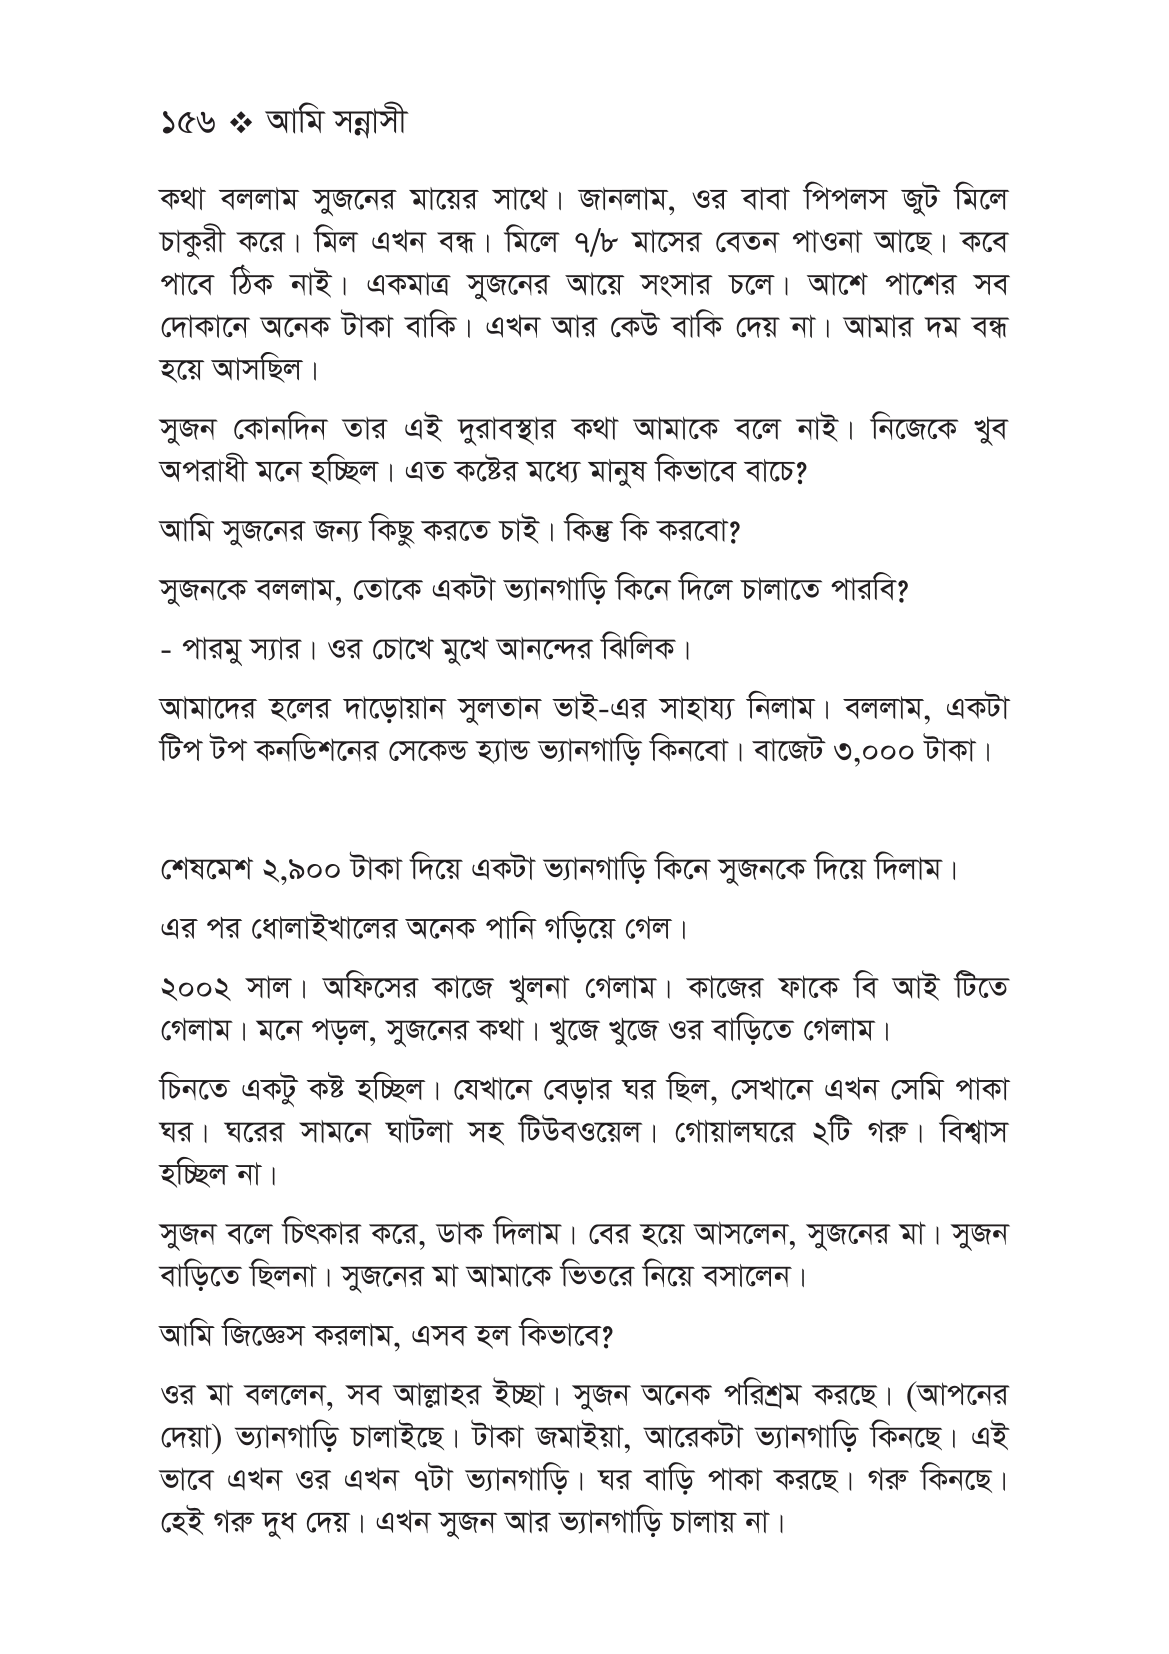 ১৫৬ ❖ আমি সন্নাসী
কথা বললাম সুজনের মায়ের সাথে। জানলাম, ওর বাবা পিপলস জুট মিলে
চাকুরী করে। মিল এখন বন্ধ। মিলে ৭/৮ মাসের বেতন পাওনা আছে। কবে
পাবে ঠিক নাই। একমাত্র সুজনের আয়ে সংসার চলে। আশে পাশের সব
দোকানে অনেক টাকা বাকি। এখন আর কেউ বাকি দেয় না। আমার দম বন্ধ
হয়ে আসছিল।
সুজন কোনদিন তার এই দুরাবস্থার কথা আমাকে বলে নাই। নিজেকে খুব
অপরাধী মনে হচ্ছিল। এত কষ্টের মধ্যে মানুষ কিভাবে বাচে?
আমি সুজনের জন্য কিছু করতে চাই। কিন্তু কি করবো?
সুজনকে বললাম, তোকে একটা ভ্যানগাড়ি কিনে দিলে চালাতে পারবি?
- পারমু স্যার। ওর চোখে মুখে আনন্দের ঝিলিক।
আমাদের হলের দাড়োয়ান সুলতান ভাই-এর সাহায্য নিলাম। বললাম, একটা
টিপ টপ কনডিশনের সেকেন্ড হ্যান্ড ভ্যানগাড়ি কিনবো। বাজেট ৩,০০০ টাকা।
শেষমেশ ২,৯০০ টাকা দিয়ে একটা ভ্যানগাড়ি কিনে সুজনকে দিয়ে দিলাম।
এর পর ধোলাইখালের অনেক পানি গড়িয়ে গেল।
২০০২ সাল। অফিসের কাজে খুলনা গেলাম। কাজের ফাকে বি আই টিতে
গেলাম। মনে পড়ল, সুজনের কথা। খুজে খুজে ওর বাড়িতে গেলাম।
চিনতে একটু কষ্ট হচ্ছিল। যেখানে বেড়ার ঘর ছিল, সেখানে এখন সেমি পাকা
ঘর। ঘরের সামনে ঘাটলা সহ টিউবওয়েল। গোয়ালঘরে ২টি গরু। বিশ্বাস
হচ্ছিল না।
সুজন বলে চিৎকার করে, ডাক দিলাম। বের হয়ে আসলেন, সুজনের মা। সুজন
বাড়িতে ছিলনা। সুজনের মা আমাকে ভিতরে নিয়ে বসালেন।
আমি জিজ্ঞেস করলাম, এসব হল কিভাবে?
ওর মা বললেন, সব আল্লাহর ইচ্ছা। সুজন অনেক পরিশ্রম করছে। (আপনের
দেয়া) ভ্যানগাড়ি চালাইছে। টাকা জমাইয়া, আরেকটা ভ্যানগাড়ি কিনছে। এই
ভাবে এখন ওর এখন ৭টা ভ্যানগাড়ি। ঘর বাড়ি পাকা করছে। গরু কিনছে।
হেই গরু দুধ দেয়। এখন সুজন আর ভ্যানগাড়ি চালায় না।